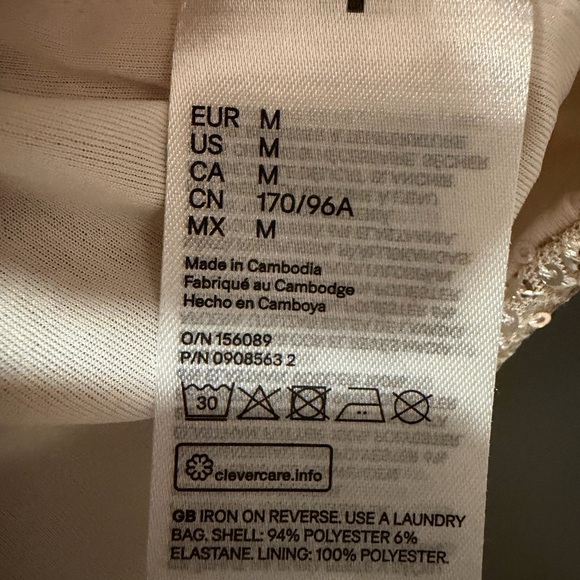 EUR M
US M
CA M
CN 170/96A
MX M
Made in Cambodia
Fabriqué au Cambodge
Hecho en Camboya
O/N 156089
P/N 0908563 2
30
clevercare.info
GB IRON ON REVERSE. USE A LAUNDRY
BAG. SHELL: 94% POLYESTER 6%
ELASTANE. LINING: 100% POLYESTER.